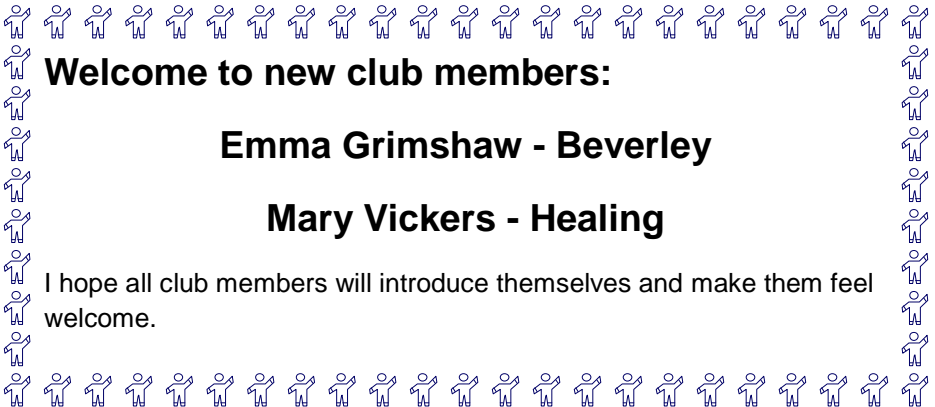 Welcome to new club members:
Emma Grimshaw - Beverley
Mary Vickers - Healing
I hope all club members will introduce themselves and make them feel
welcome.